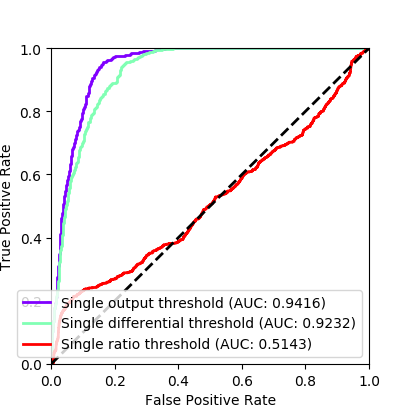 1.0
0.8
0.6
0.4
0.2
0.0
True Positive Rate
Single output threshold (AUC: 0.9416)
Single differential threshold (AUC: 0.9232)
Single ratio threshold (AUC: 0.5143)
0.0 0.2 0.4 0.6 0.8 1.0
False Positive Rate